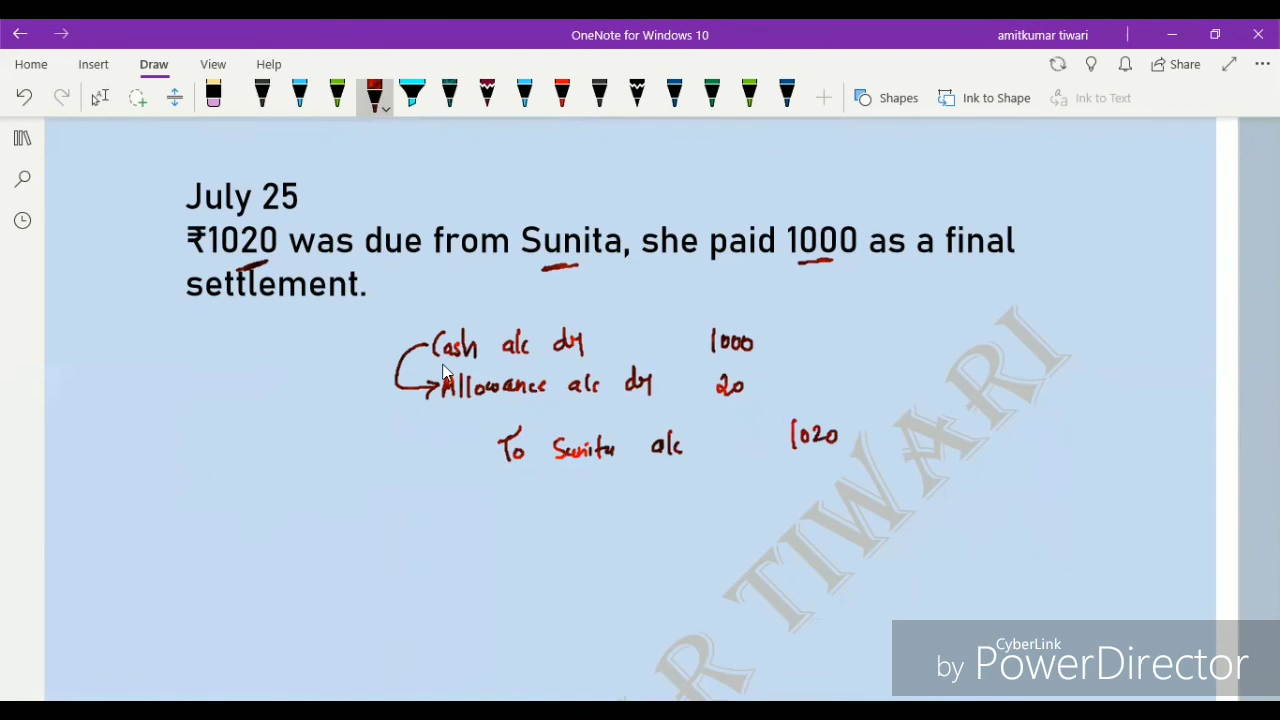 OneNote for Windows 10
amitkumar tiwari
Home Insert Draw View Help
Share
Shapes Ink to Shape Ink to Text
July 25
₹1020 was due from Sunita, she paid 1000 as a final
settlement.
Cash a/c dr 1000
Allowance a/c dr 20
To Sunita a/c 1020
R TIWARI
CyberLink
by PowerDirector